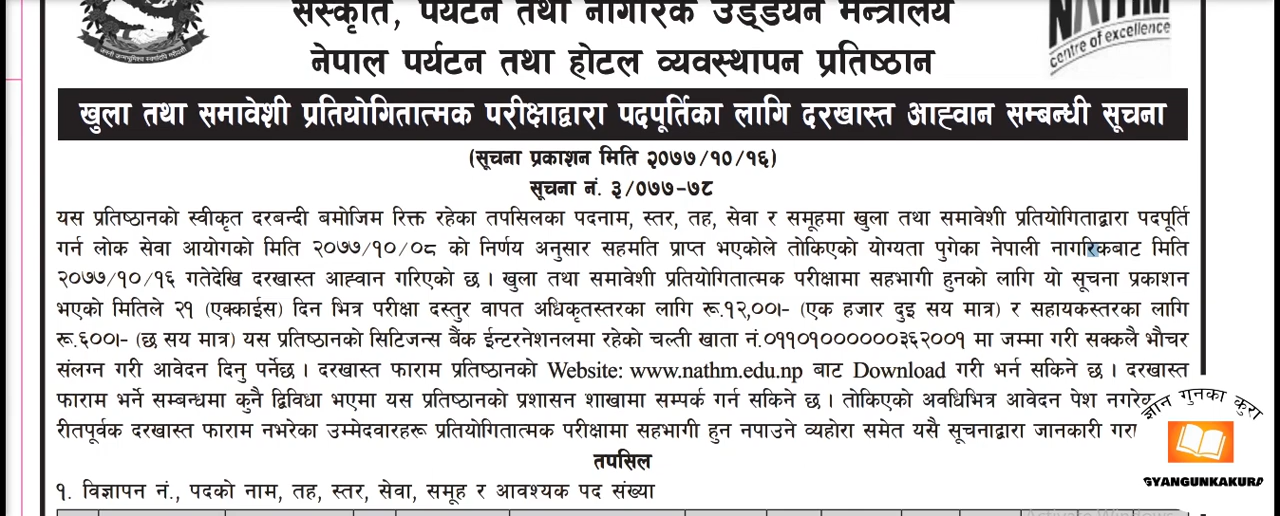 संस्कृति, पर्यटन तथा नागरिक उड्डयन मन्त्रालय
नेपाल पर्यटन तथा होटल व्यवस्थापन प्रतिष्ठान
NATHM
centre of excellence
खुला तथा समावेशी प्रतियोगितात्मक परीक्षाद्वारा पदपूर्तिका लागि दरखास्त आह्वान सम्बन्धी सूचना
(सूचना प्रकाशन मिति २०७७/१०/१६)
सूचना नं. ३/०७७-७८
यस प्रतिष्ठानको स्वीकृत दरबन्दी बमोजिम रिक्त रहेका तपसिलका पदनाम, स्तर, तह, सेवा र समूहमा खुला तथा समावेशी प्रतियोगिताद्वारा पदपूर्ति
गर्न लोक सेवा आयोगको मिति २०७७/१०/०८ को निर्णय अनुसार सहमति प्राप्त भएकोले तोकिएको योग्यता पुगेका नेपाली नागरिकबाट मिति
२०७७/१०/१६ गतेदेखि दरखास्त आह्वान गरिएको छ । खुला तथा समावेशी प्रतियोगितात्मक परीक्षामा सहभागी हुनको लागि यो सूचना प्रकाशन
भएको मितिले २१ (एक्काईस) दिन भित्र परीक्षा दस्तुर वापत अधिकृतस्तरका लागि रू.१२,००।- (एक हजार दुइ सय मात्र) र सहायकस्तरका लागि
रू.६००।- (छ सय मात्र) यस प्रतिष्ठानको सिटिजन्स बैंक ईन्टरनेशनलमा रहेको चल्ती खाता नं.०११०१००००००३६२००१ मा जम्मा गरी सक्कलै भौचर
संलग्न गरी आवेदन दिनु पर्नेछ । दरखास्त फाराम प्रतिष्ठानको Website: www.nathm.edu.np बाट Download गरी भर्न सकिने छ । दरखास्त
फाराम भर्ने सम्बन्धमा कुनै द्विविधा भएमा यस प्रतिष्ठानको प्रशासन शाखामा सम्पर्क गर्न सकिने छ । तोकिएको अवधिभित्र आवेदन पेश नगरे
रीतपूर्वक दरखास्त फाराम नभरेका उम्मेदवारहरू प्रतियोगितात्मक परीक्षामा सहभागी हुन नपाउने व्यहोरा समेत यसै सूचनाद्वारा जानकारी गरा
ज्ञान गुनका कुरा
GYANGUNKAKURA
तपसिल
१. विज्ञापन नं., पदको नाम, तह, स्तर, सेवा, समूह र आवश्यक पद संख्या